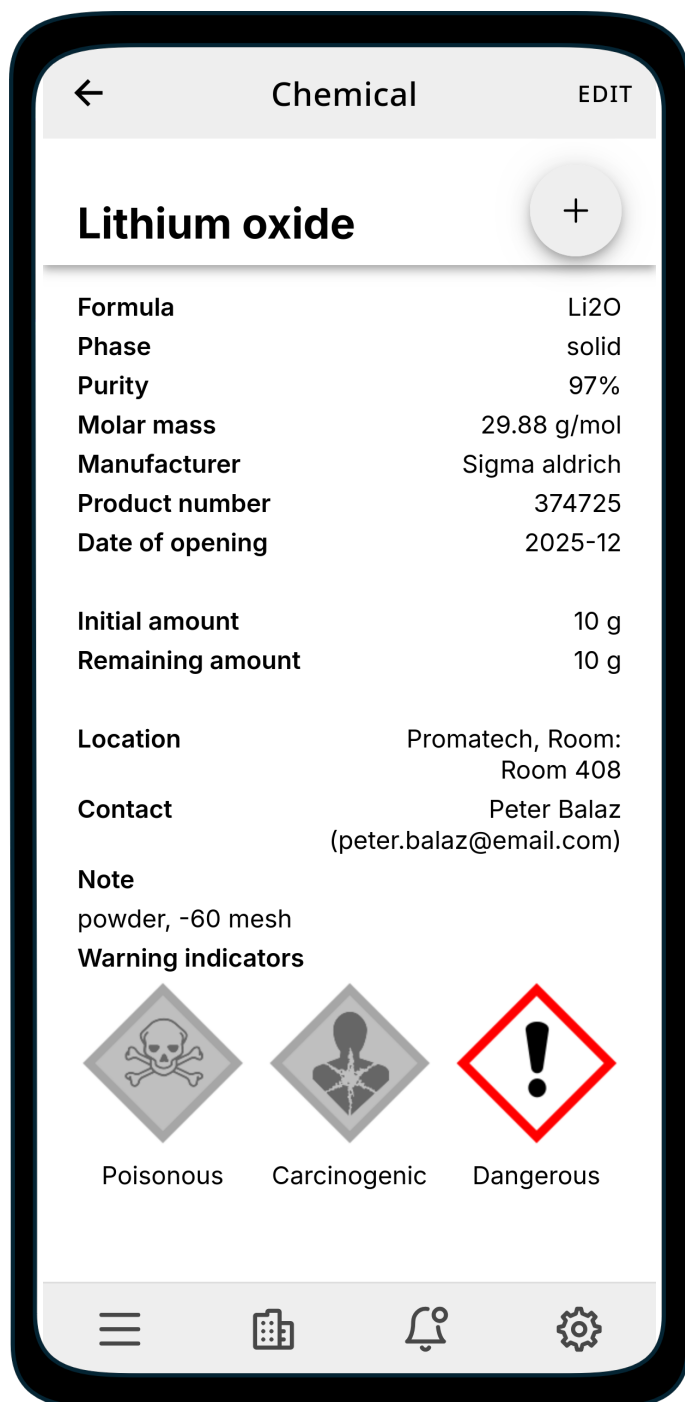 Chemical EDIT
Lithium oxide
+
Formula Li2O
Phase solid
Purity 97%
Molar mass 29.88 g/mol
Manufacturer Sigma aldrich
Product number 374725
Date of opening 2025-12
Initial amount 10 g
Remaining amount 10 g
Location Promatech, Room:
Room 408
Contact Peter Balaz
(peter.balaz@email.com)
Note
powder, -60 mesh
Warning indicators
Poisonous Carcinogenic Dangerous